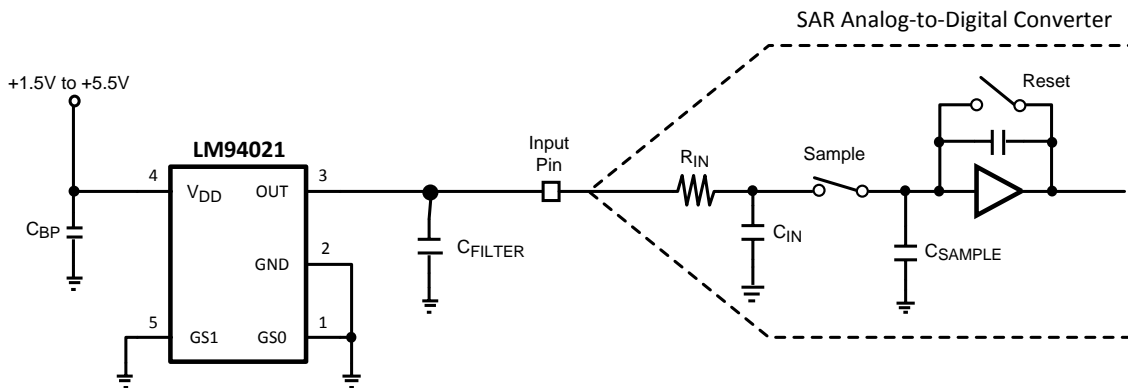 SAR Analog-to-Digital Converter
+1.5V to +5.5V
LM94021
Input
Pin
Reset
RIN
Sample
4
VDD
OUT
3
CBP
CFILTER
CIN
CSAMPLE
GND
2
5
GS1
GS0
1